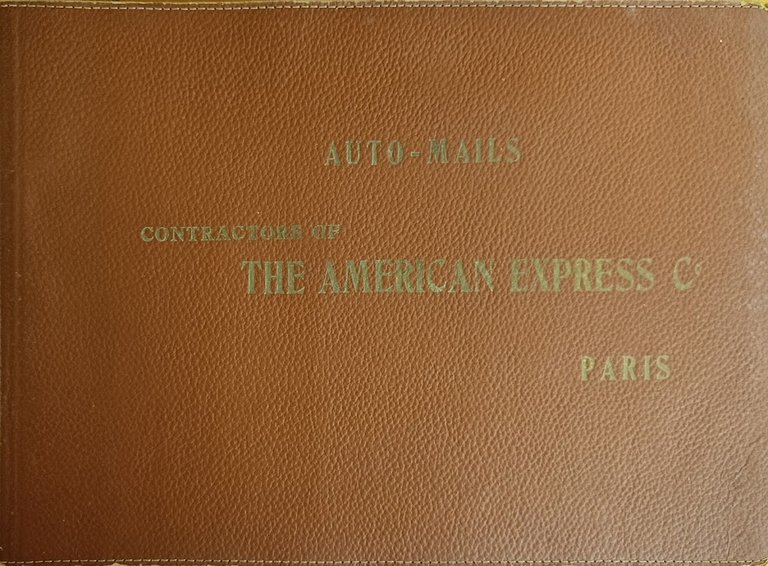 AUTO-MAILS
CONTRACTORS OF
THE AMERICAN EXPRESS Cº
PARIS